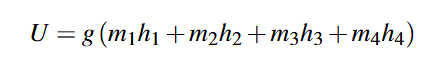 U = g (m₁h₁ + m₂h₂ + m₃h₃ + m₄h₄)